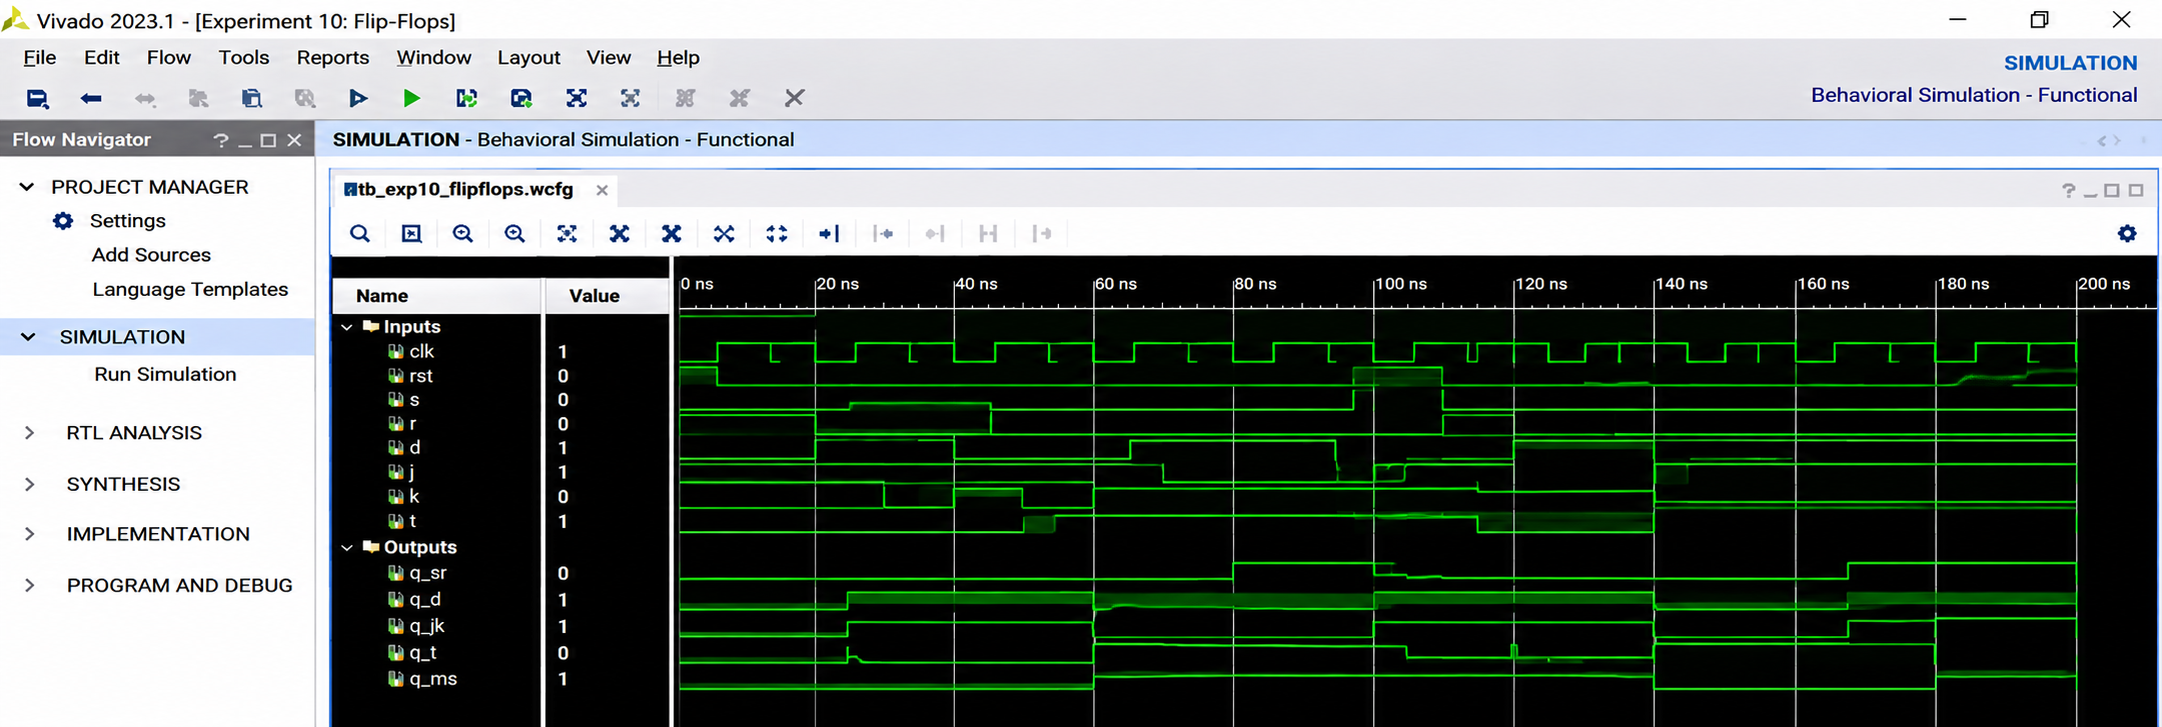 Vivado 2023.1 - [Experiment 10: Flip-Flops]
File Edit Flow Tools Reports Window Layout View Help
SIMULATION
Behavioral Simulation - Functional
Flow Navigator
SIMULATION - Behavioral Simulation - Functional
PROJECT MANAGER
Settings
Add Sources
Language Templates
SIMULATION
Run Simulation
RTL ANALYSIS
SYNTHESIS
IMPLEMENTATION
PROGRAM AND DEBUG
tb_exp10_flipflops.wcfg
Name Value
0 ns 20 ns 40 ns 60 ns 80 ns 100 ns 120 ns 140 ns 160 ns 180 ns 200 ns
Inputs
clk 1
rst 0
s 0
r 0
d 1
j 1
k 0
t 1
Outputs
q_sr 0
q_d 1
q_jk 1
q_t 0
q_ms 1